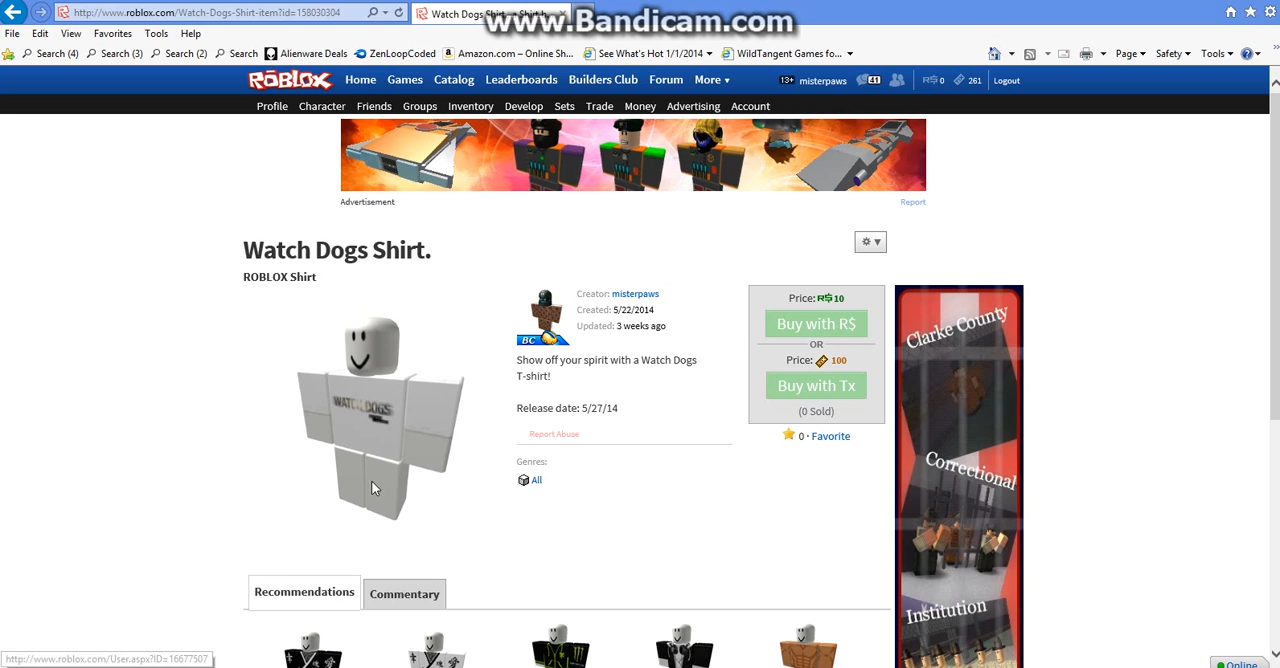 www.Bandicam.com
http://www.roblox.com/Watch-Dogs-Shirt-item?id=158030304
Watch Dogs Shirt
File Edit View Favorites Tools Help
Search (4) Search (3) Search (2) Search Alienware Deals ZenLoopCoded Amazon.com – Online Sh... See What's Hot 1/1/2014 WildTangent Games fo... Page Safety Tools
ROBLOX Home Games Catalog Leaderboards Builders Club Forum More 13+ misterpaws 41 R$ 0 261 Logout
Profile Character Friends Groups Inventory Develop Sets Trade Money Advertising Account
Advertisement Report
Watch Dogs Shirt.
ROBLOX Shirt
WATCH DOGS
Creator: misterpaws
Created: 5/22/2014
Updated: 3 weeks ago
BC
Show off your spirit with a Watch Dogs
T-shirt!
Release date: 5/27/14
Report Abuse
Genres:
All
Price: R$ 10
Buy with R$
OR
Price: 100
Buy with Tx
(0 Sold)
0 · Favorite
Clarke County
Correctional
Institution
Recommendations Commentary
http://www.roblox.com/User.aspx?ID=16677507
Online